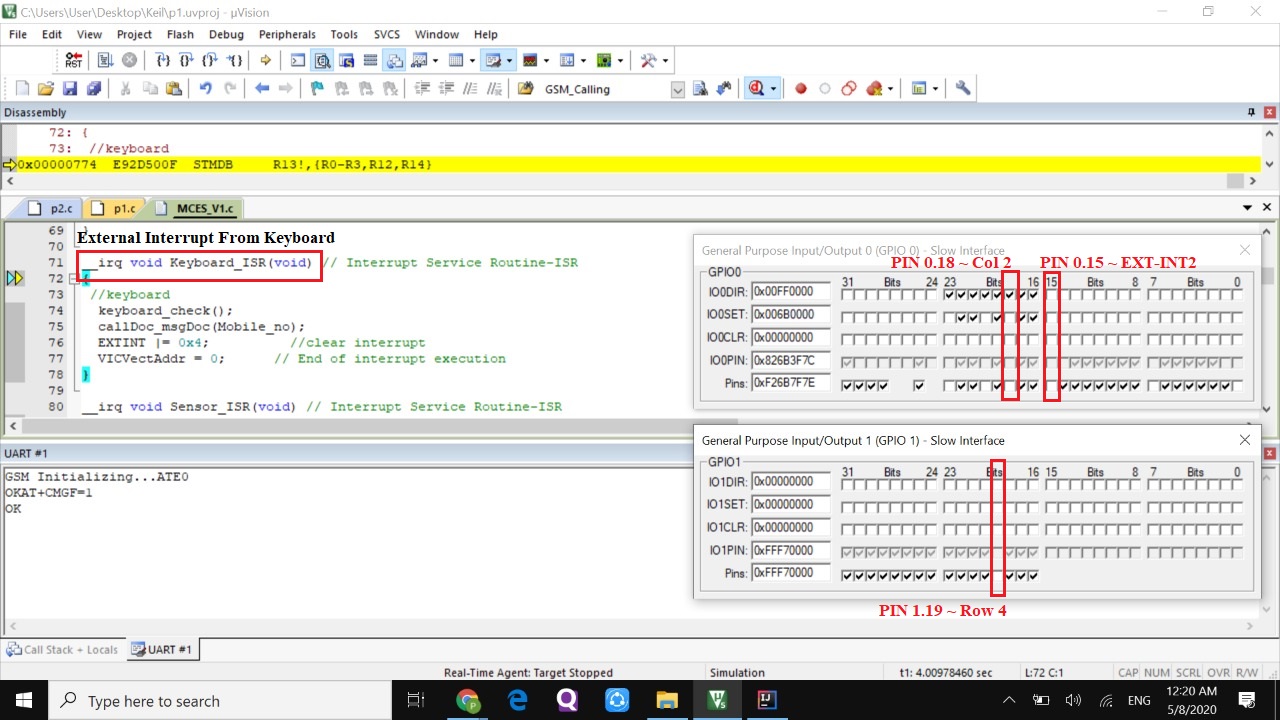 C:\Users\User\Desktop\Keil\p1.uvproj - µVision
File Edit View Project Flash Debug Peripherals Tools SVCS Window Help
RST
GSM_Calling
Disassembly
72: {
73: //keyboard
0x00000774 E92D500F STMDB R13!,{R0-R3,R12,R14}
p2.c p1.c MCES_V1.c
69 }
70
External Interrupt From Keyboard
71 __irq void Keyboard_ISR(void) // Interrupt Service Routine-ISR
72 {
73 //keyboard
74 keyboard_check();
75 callDoc_msgDoc(Mobile_no);
76 EXTINT |= 0x4; //clear interrupt
77 VICVectAddr = 0; // End of interrupt execution
78 }
79
80 __irq void Sensor_ISR(void) // Interrupt Service Routine-ISR
General Purpose Input/Output 0 (GPIO 0) - Slow Interface
PIN 0.18 ~ Col 2 PIN 0.15 ~ EXT-INT2
GPIO0
31 Bits 24 23 Bits 16 15 Bits 8 7 Bits 0
IO0DIR: 0x00FF0000
IO0SET: 0x006B0000
IO0CLR: 0x00000000
IO0PIN: 0x826B3F7C
Pins: 0xF26B7F7E
General Purpose Input/Output 1 (GPIO 1) - Slow Interface
GPIO1
31 Bits 24 23 Bits 16 15 Bits 8 7 Bits 0
IO1DIR: 0x00000000
IO1SET: 0x00000000
IO1CLR: 0x00000000
IO1PIN: 0xFFF70000
Pins: 0xFFF70000
PIN 1.19 ~ Row 4
UART #1
GSM Initializing...ATE0
OKAT+CMGF=1
OK
Call Stack + Locals UART #1
Real-Time Agent: Target Stopped Simulation t1: 4.00978460 sec L:72 C:1 CAP NUM SCRL OVR R/W
Type here to search
ENG
12:20 AM
5/8/2020